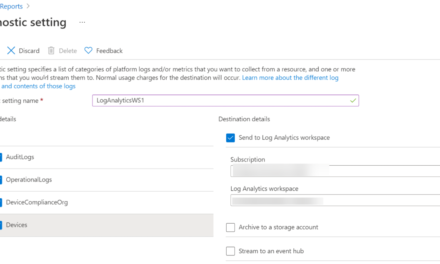 Reports >
nostic setting ...
Discard Delete Feedback
tic setting specifies a list of categories of platform logs and/or metrics that you want to collect from a resource, and one or more
ns that you would stream them to. Normal usage charges for the destination will occur. Learn more about the different log
and contents of those logs
setting name * LogAnalyticsWS1
details Destination details
Send to Log Analytics workspace
AuditLogs
Subscription
OperationalLogs
Log Analytics workspace
DeviceComplianceOrg
Devices
Archive to a storage account
Stream to an event hub